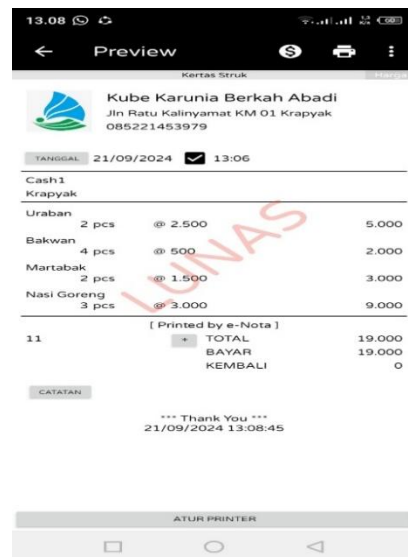 13.08
Preview
Kertas Struk
Harga
Kube Karunia Berkah Abadi
Jln Ratu Kalinyamat KM 01 Krapyak
085221453979
TANGGAL 21/09/2024 13:06
Cash1
Krapyak
Uraban
2 pcs @ 2.500 5.000
Bakwan
4 pcs @ 500 2.000
Martabak
2 pcs @ 1.500 3.000
Nasi Goreng
3 pcs @ 3.000 9.000
LUNAS
[ Printed by e-Nota ]
11 + TOTAL 19.000
BAYAR 19.000
KEMBALI 0
CATATAN
*** Thank You ***
21/09/2024 13:08:45
ATUR PRINTER